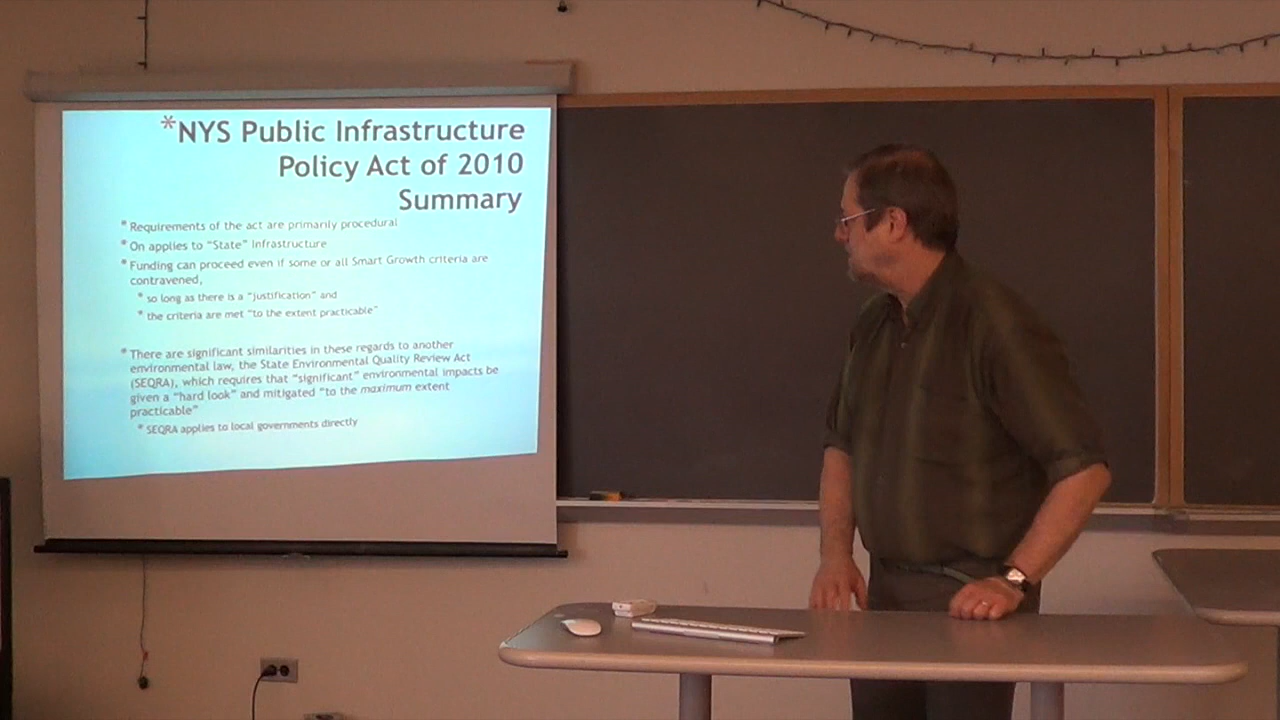 *NYS Public Infrastructure
Policy Act of 2010
Summary
* Requirements of the act are primarily procedural
* On applies to "State" Infrastructure
* Funding can proceed even if some or all Smart Growth criteria are
contravened,
* so long as there is a "justification" and
* the criteria are met "to the extent practicable"
* There are significant similarities in these regards to another
environmental law, the State Environmental Quality Review Act
(SEQRA), which requires that "significant" environmental impacts be
given a "hard look" and mitigated "to the maximum extent
practicable"
* SEQRA applies to local governments directly